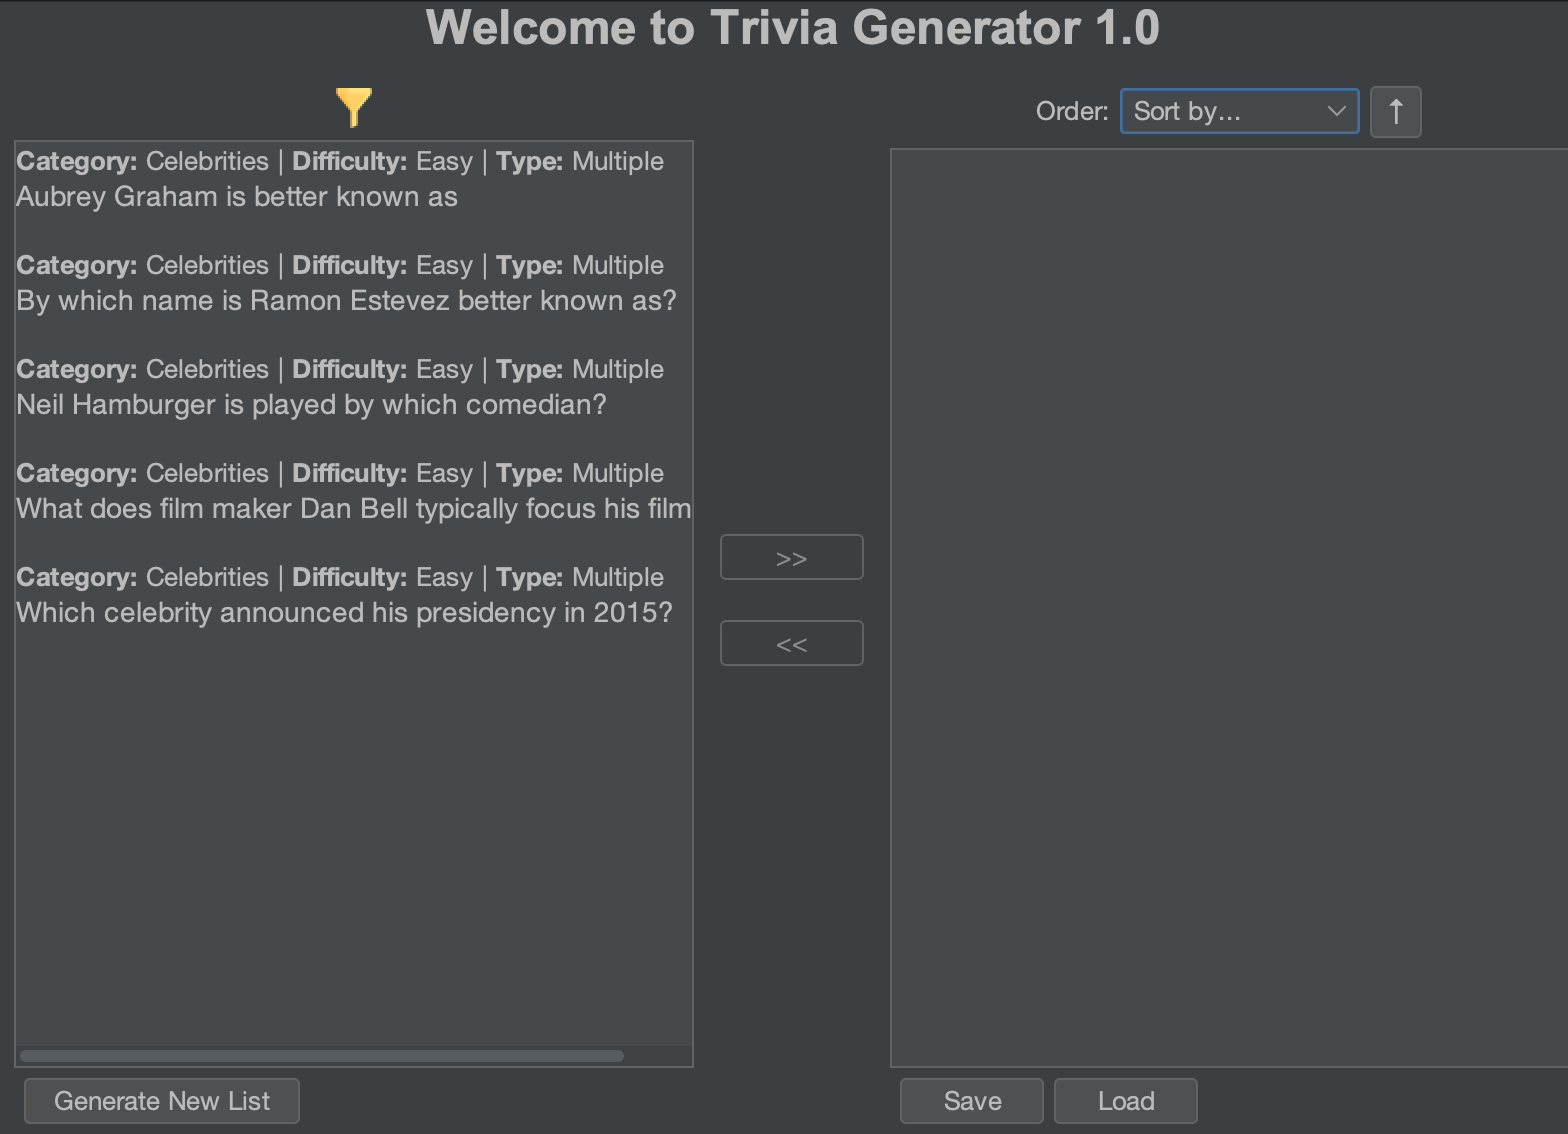 Welcome to Trivia Generator 1.0
Order: Sort by... ↑
Category: Celebrities | Difficulty: Easy | Type: Multiple
Aubrey Graham is better known as
Category: Celebrities | Difficulty: Easy | Type: Multiple
By which name is Ramon Estevez better known as?
Category: Celebrities | Difficulty: Easy | Type: Multiple
Neil Hamburger is played by which comedian?
Category: Celebrities | Difficulty: Easy | Type: Multiple
What does film maker Dan Bell typically focus his film
Category: Celebrities | Difficulty: Easy | Type: Multiple
Which celebrity announced his presidency in 2015?
>>
<<
Generate New List
Save Load